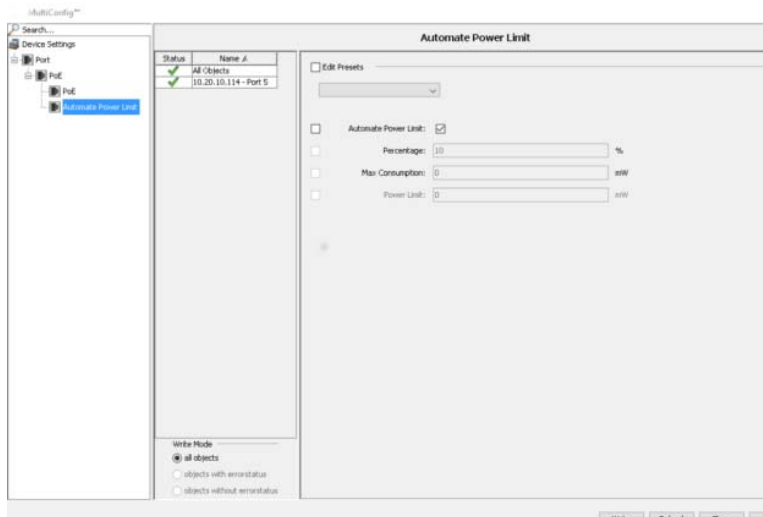 MultiConfig™
Search...
Device Settings
Port
PoE
PoE
Automate Power Limit
Status Name
All Objects
10.20.10.114 - Port 5
Write Mode
all objects
objects with errorstatus
objects without errorstatus
Automate Power Limit
Edit Presets
Automate Power Limit:
Percentage: 10 %
Max Consumption: 0 mW
Power Limit: 0 mW